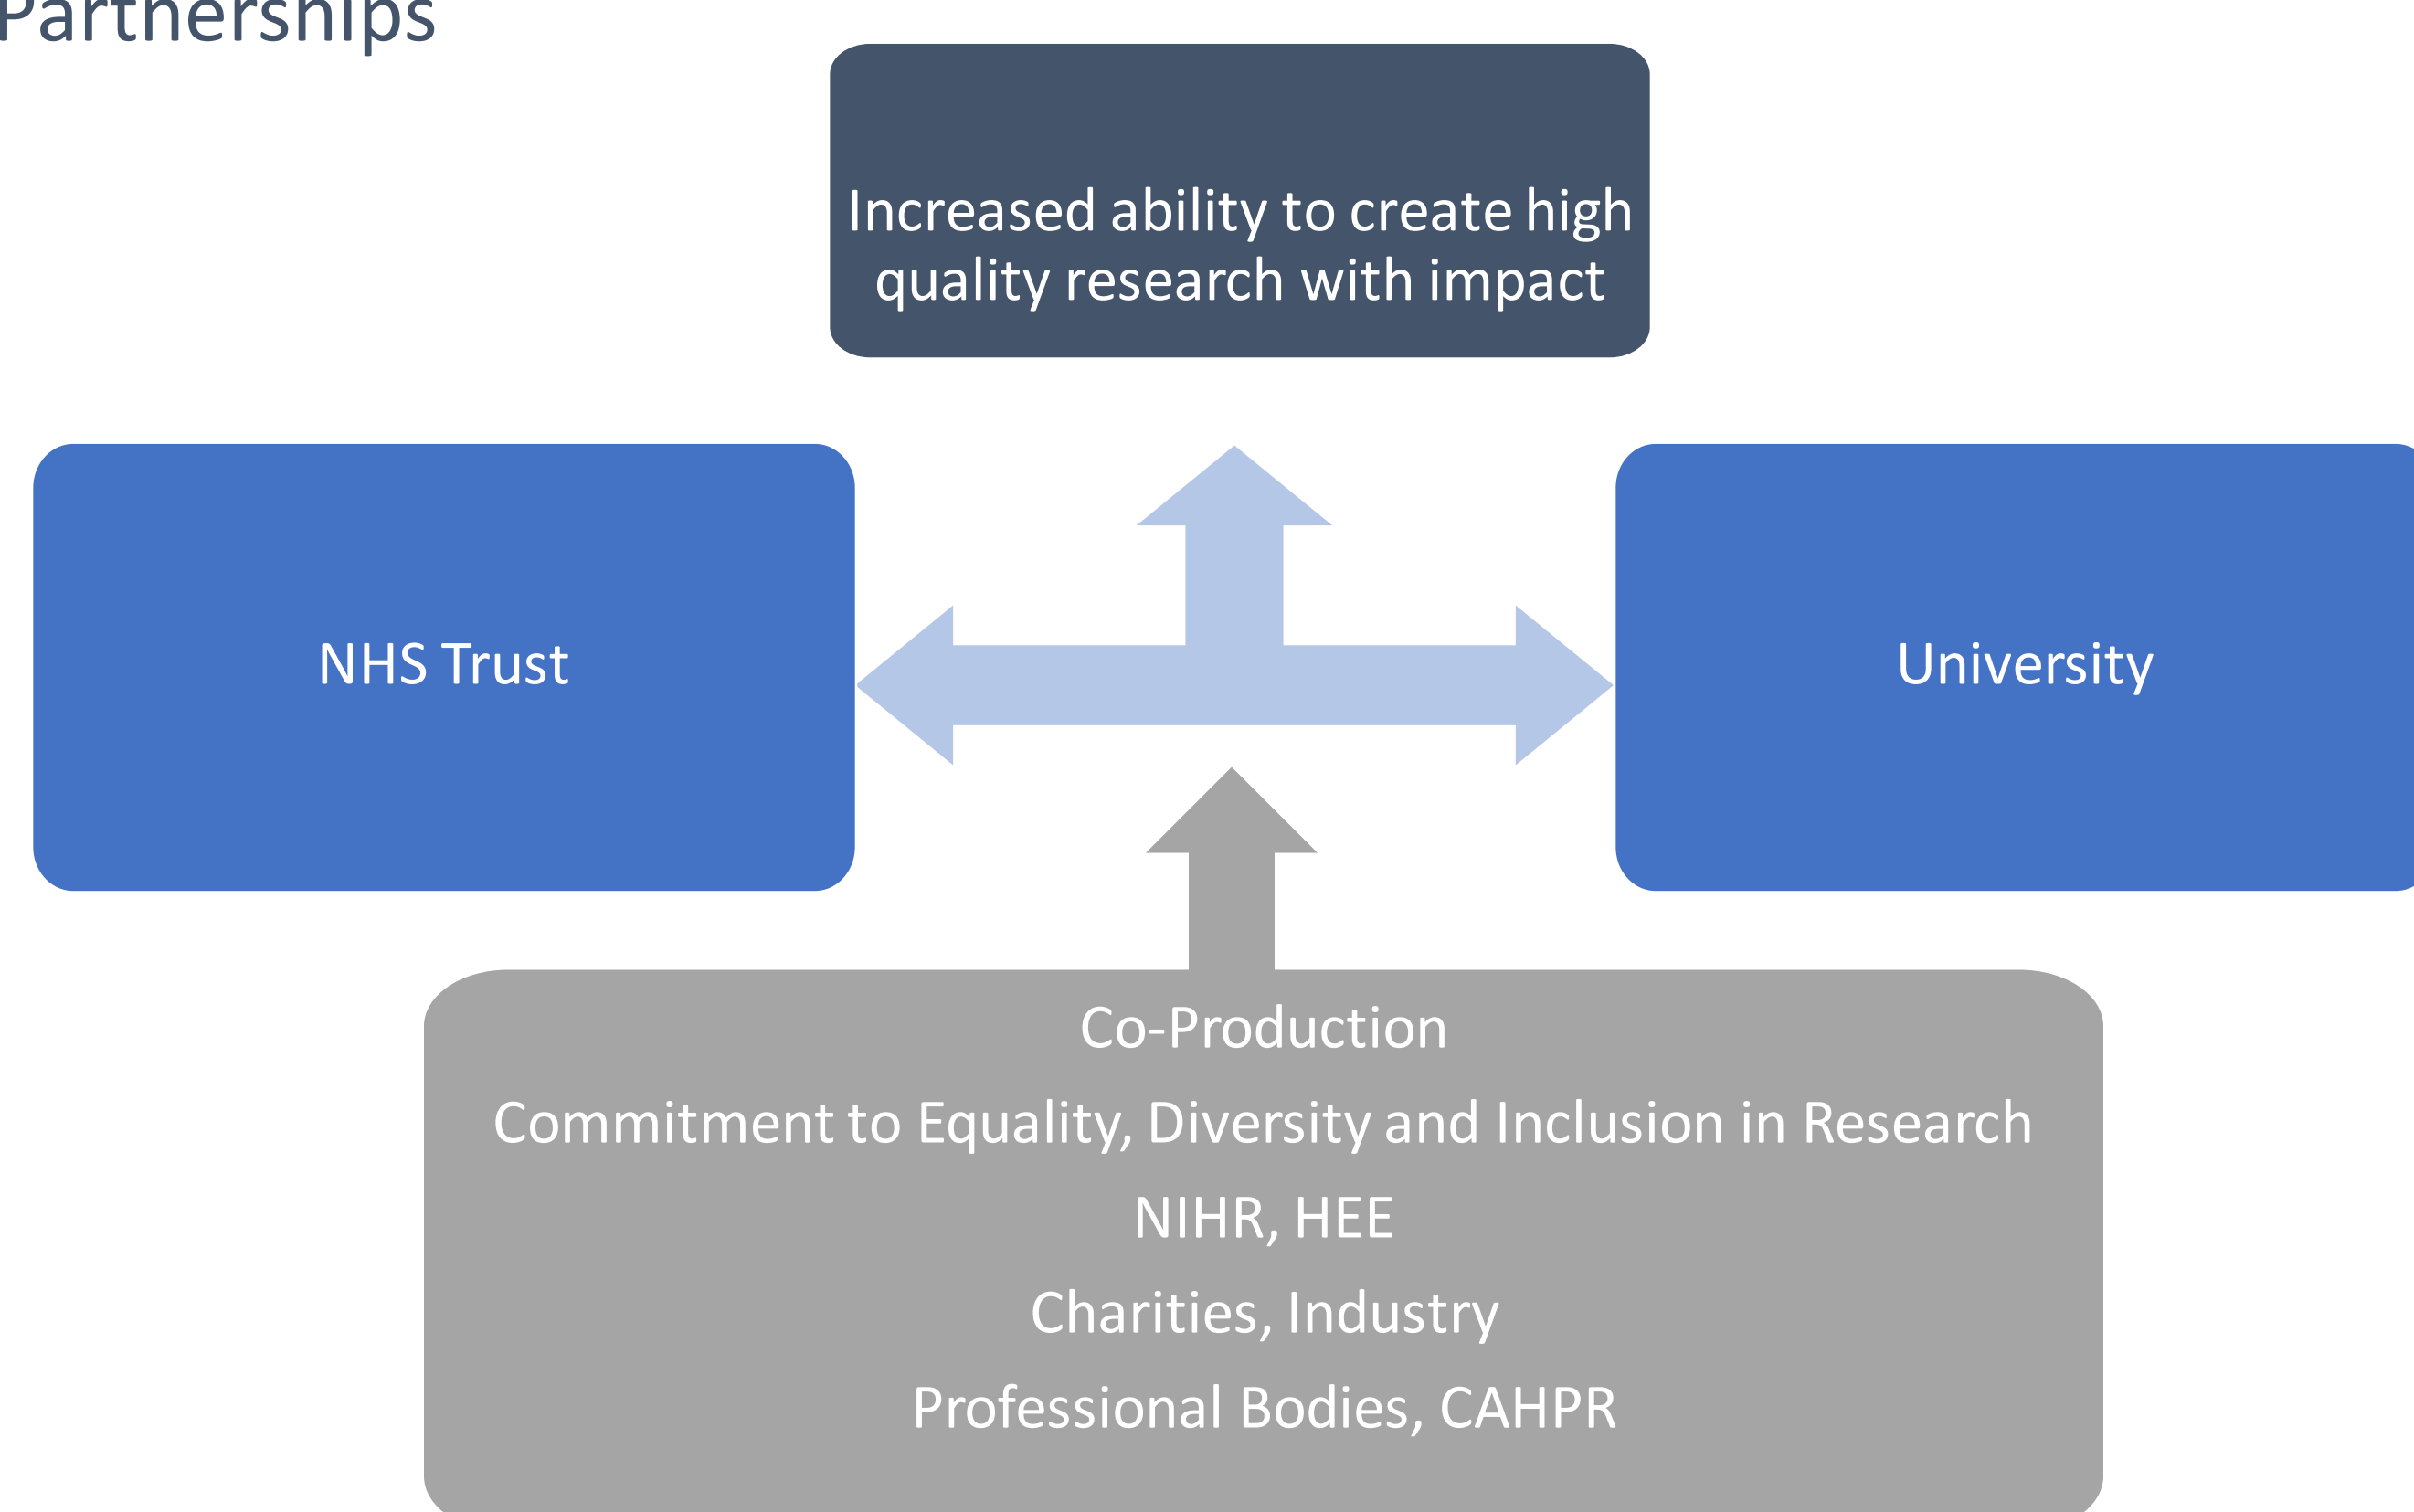 Partnerships
Increased ability to create high
quality research with impact
NHS Trust
University
Co-Production
Commitment to Equality, Diversity and Inclusion in Research
NIHR, HEE
Charities, Industry
Professional Bodies, CAHPR